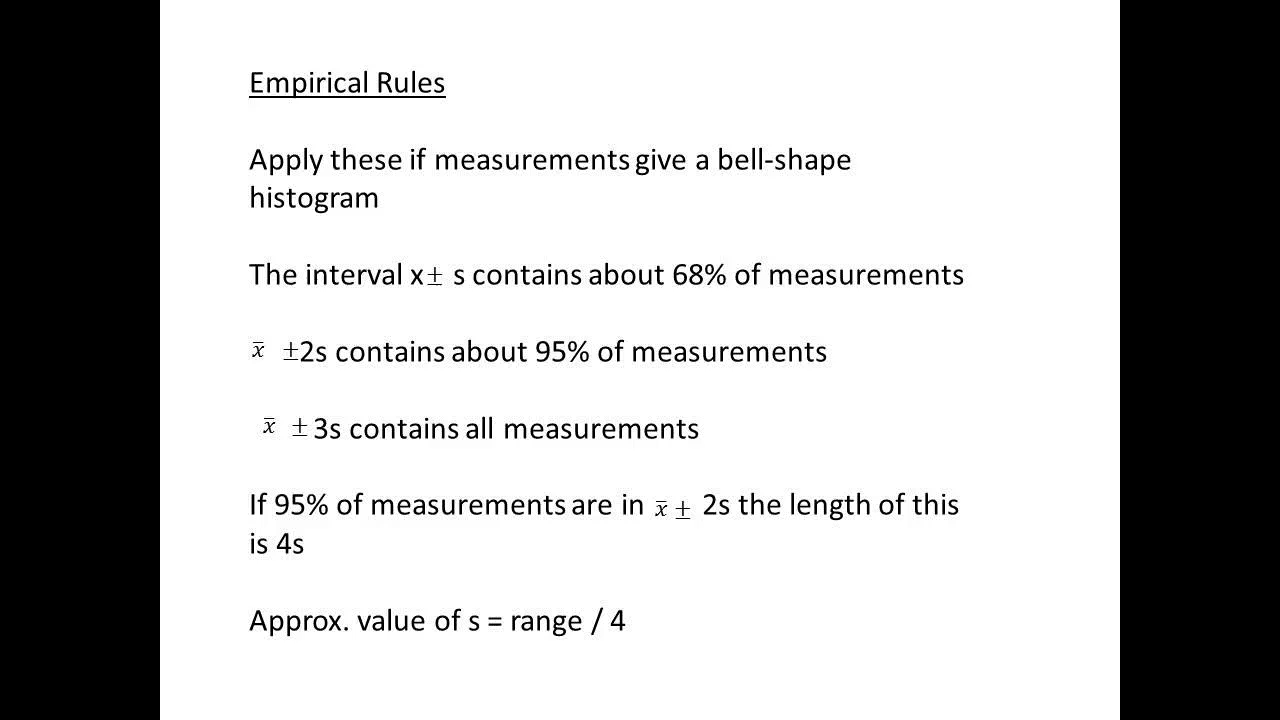 Empirical Rules
Apply these if measurements give a bell-shape
histogram
The interval x± s contains about 68% of measurements
x̄ ±2s contains about 95% of measurements
x̄ ± 3s contains all measurements
If 95% of measurements are in x̄ ± 2s the length of this
is 4s
Approx. value of s = range / 4